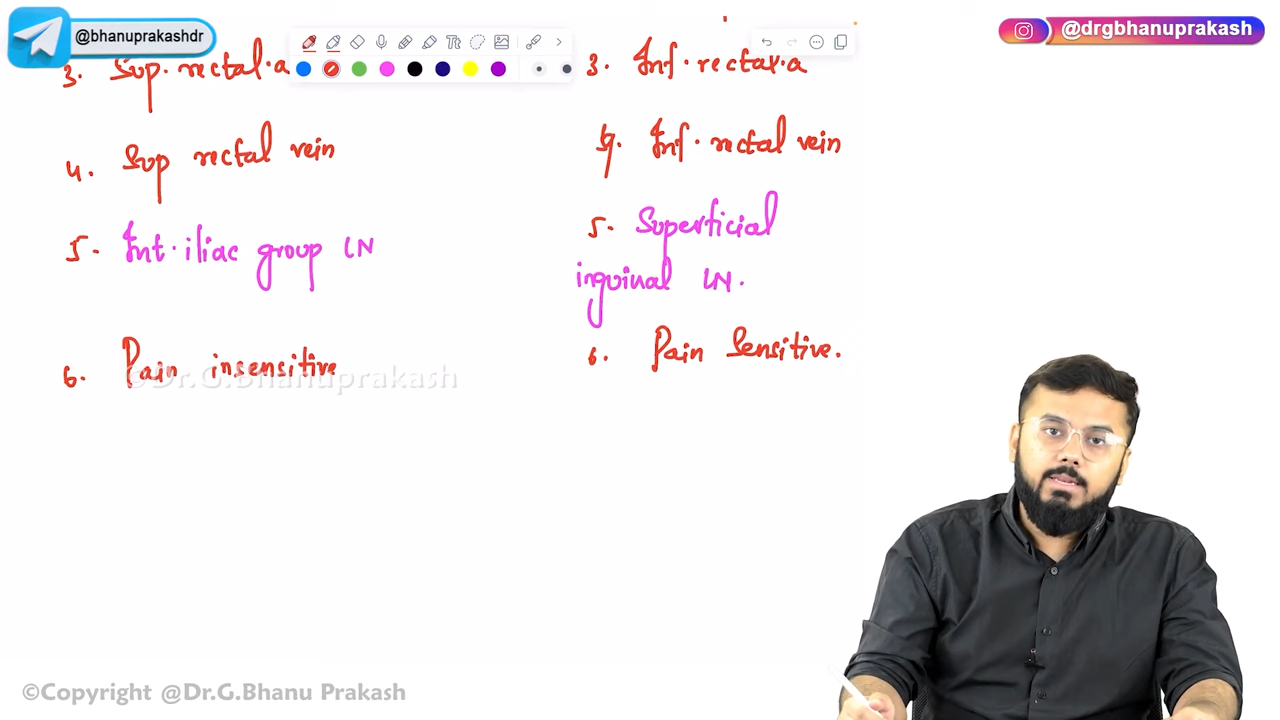 @bhanuprakashdr
@drgbhanuprakash
3. Sup. rectal.a
3. Inf. rectal.a
4. Sup rectal vein
4. Inf. rectal vein
5. Int. iliac group LN
5. Superficial
inguinal LN.
6. Pain insensitive
6. Pain Sensitive.
©Dr.G.Bhanuprakash
©Copyright @Dr.G.Bhanu Prakash